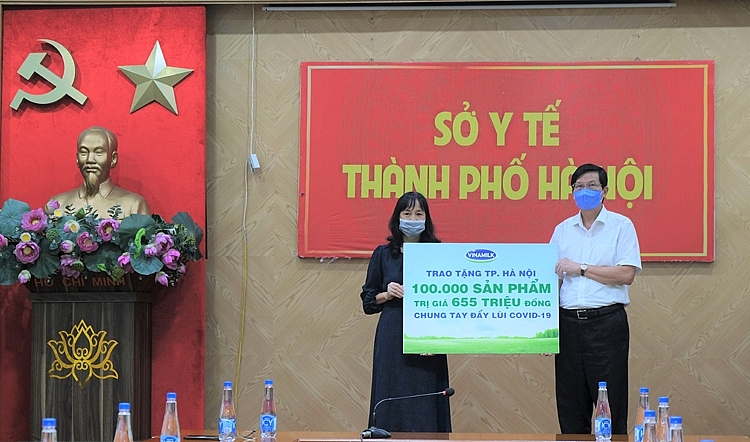 SỞ Y TẾ
THÀNH PHỐ HÀ NỘI
VINAMILK
TRAO TẶNG TP. HÀ NỘI
100.000 SẢN PHẨM
TRỊ GIÁ 655 TRIỆU ĐỒNG
CHUNG TAY ĐẨY LÙI COVID-19
HỒ CHÍ MINH